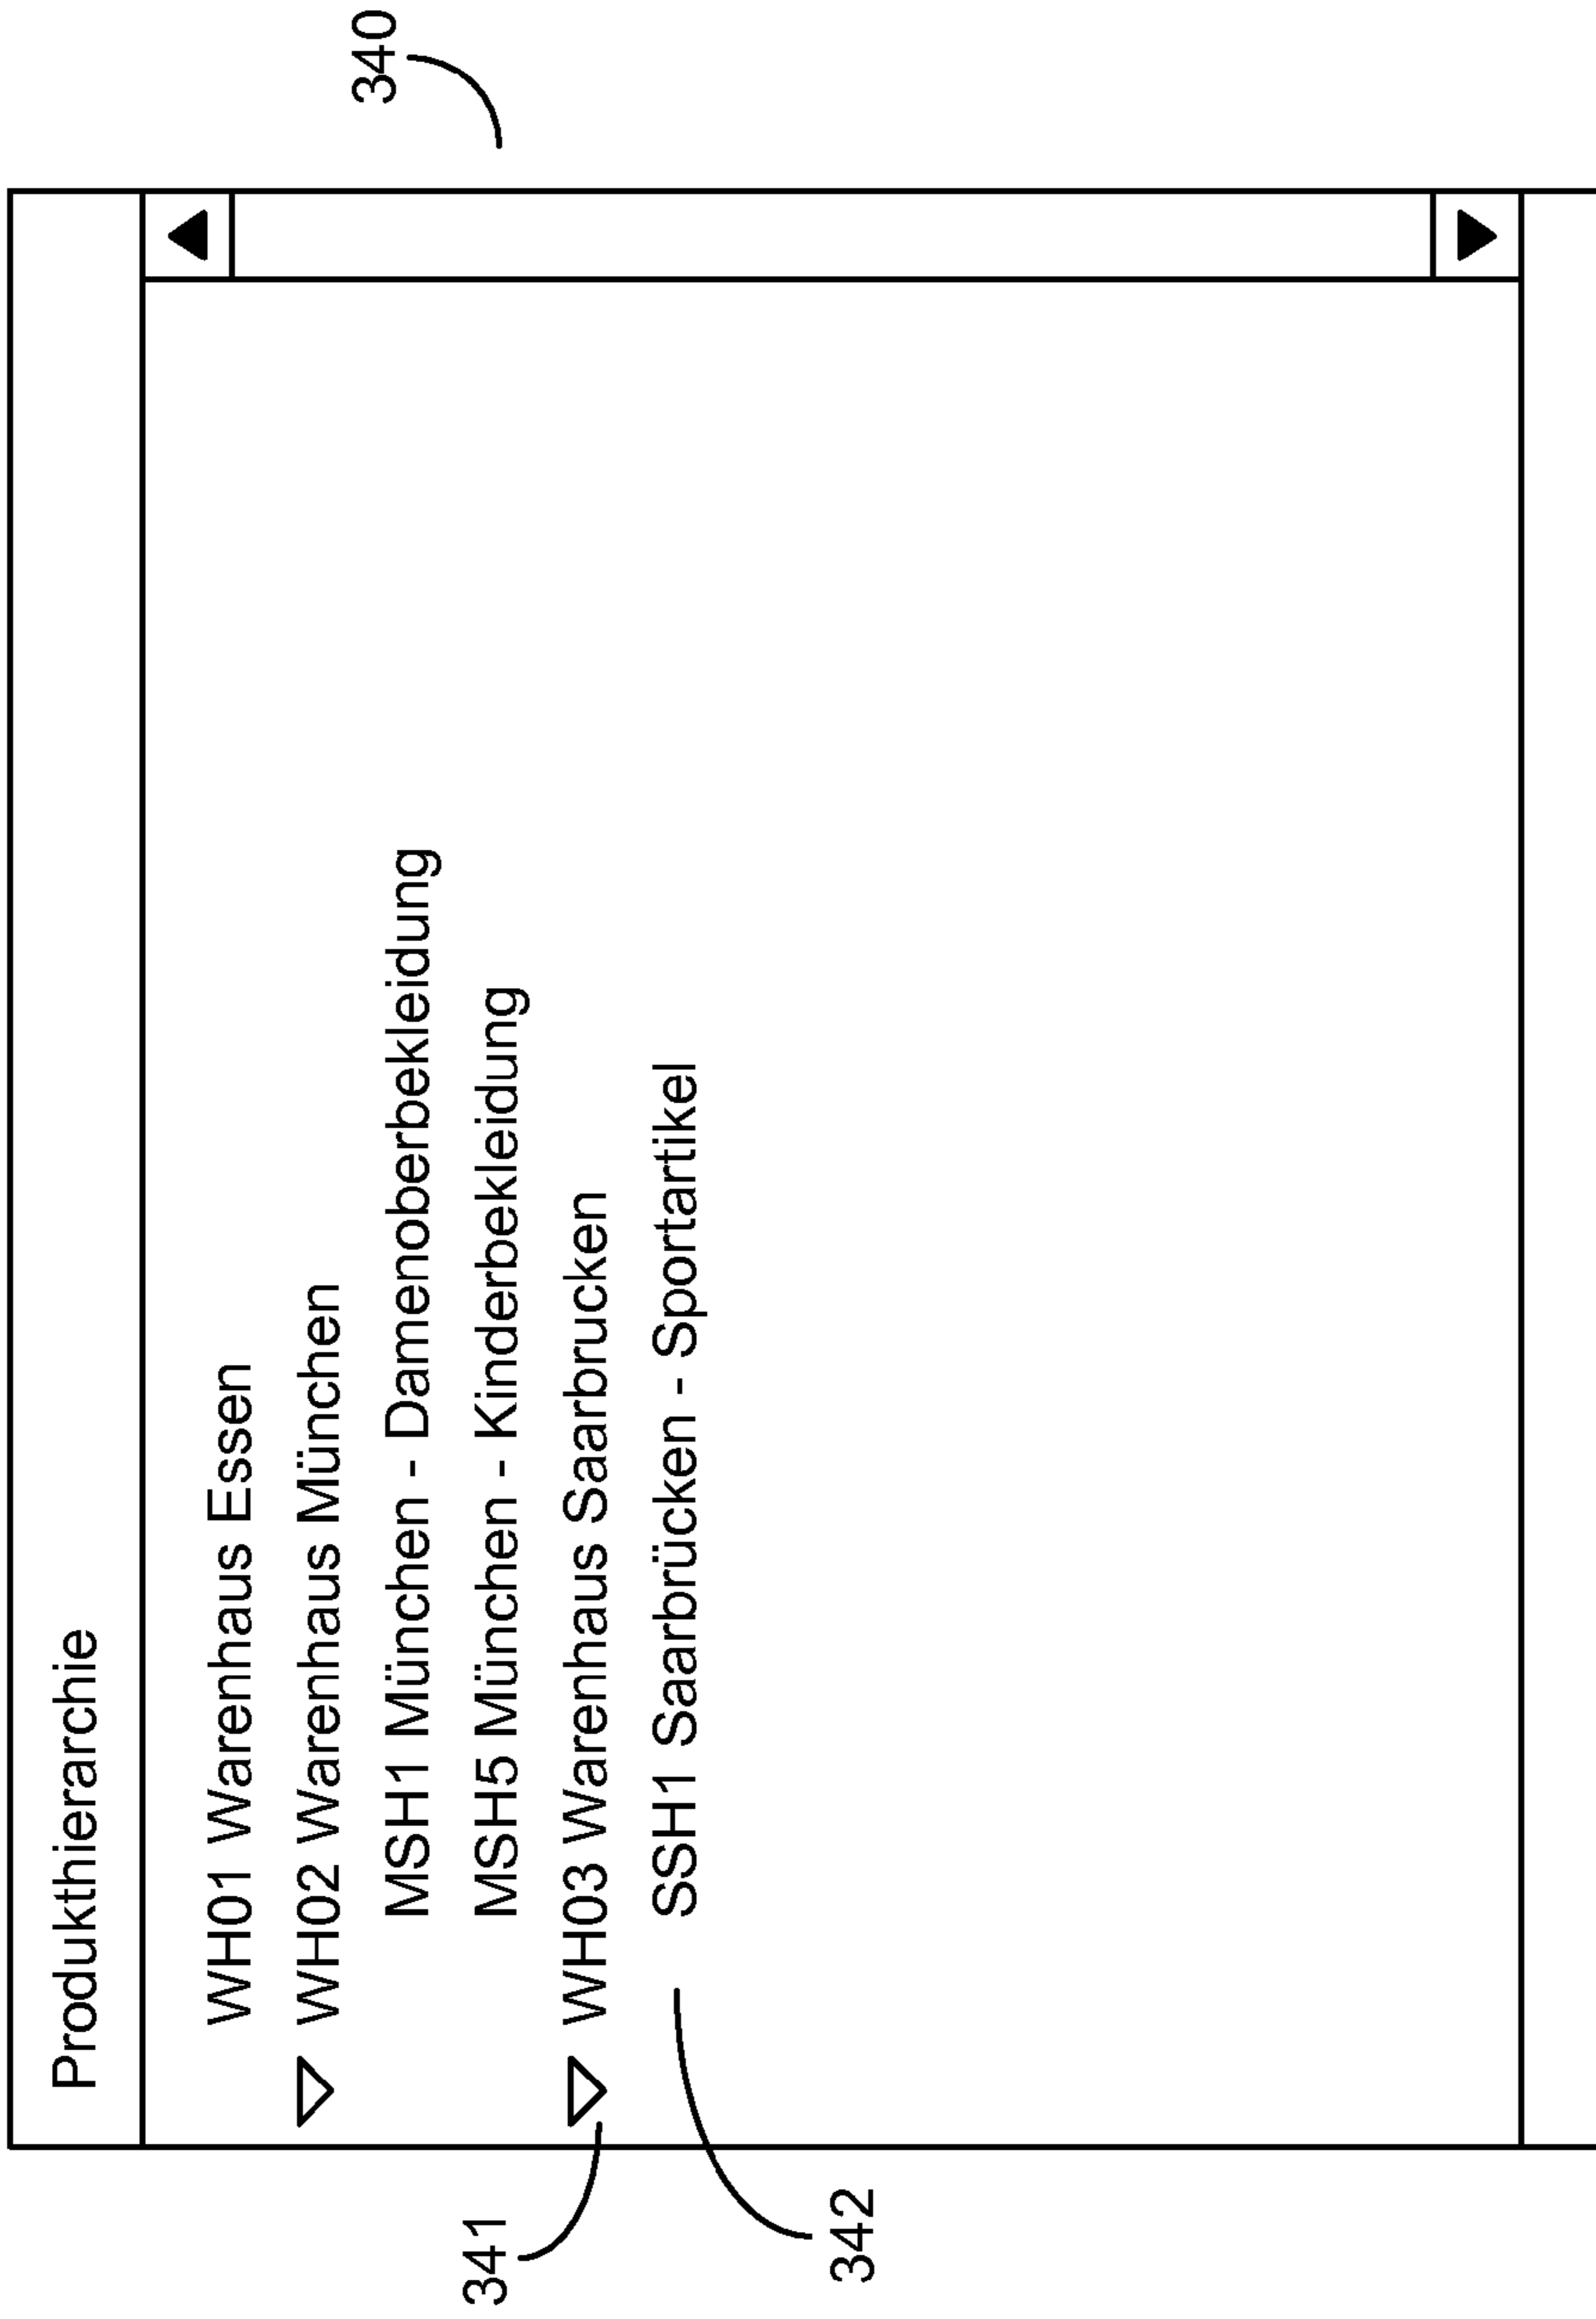 Produkthierarchie
340
WH01 Warenhaus Essen
WH02 Warenhaus München
MSH1 München - Damenoberbekleidung
MSH5 München - Kinderbekleidung
341
WH03 Warenhaus Saarbrucken
SSH1 Saarbrücken - Sportartikel
342